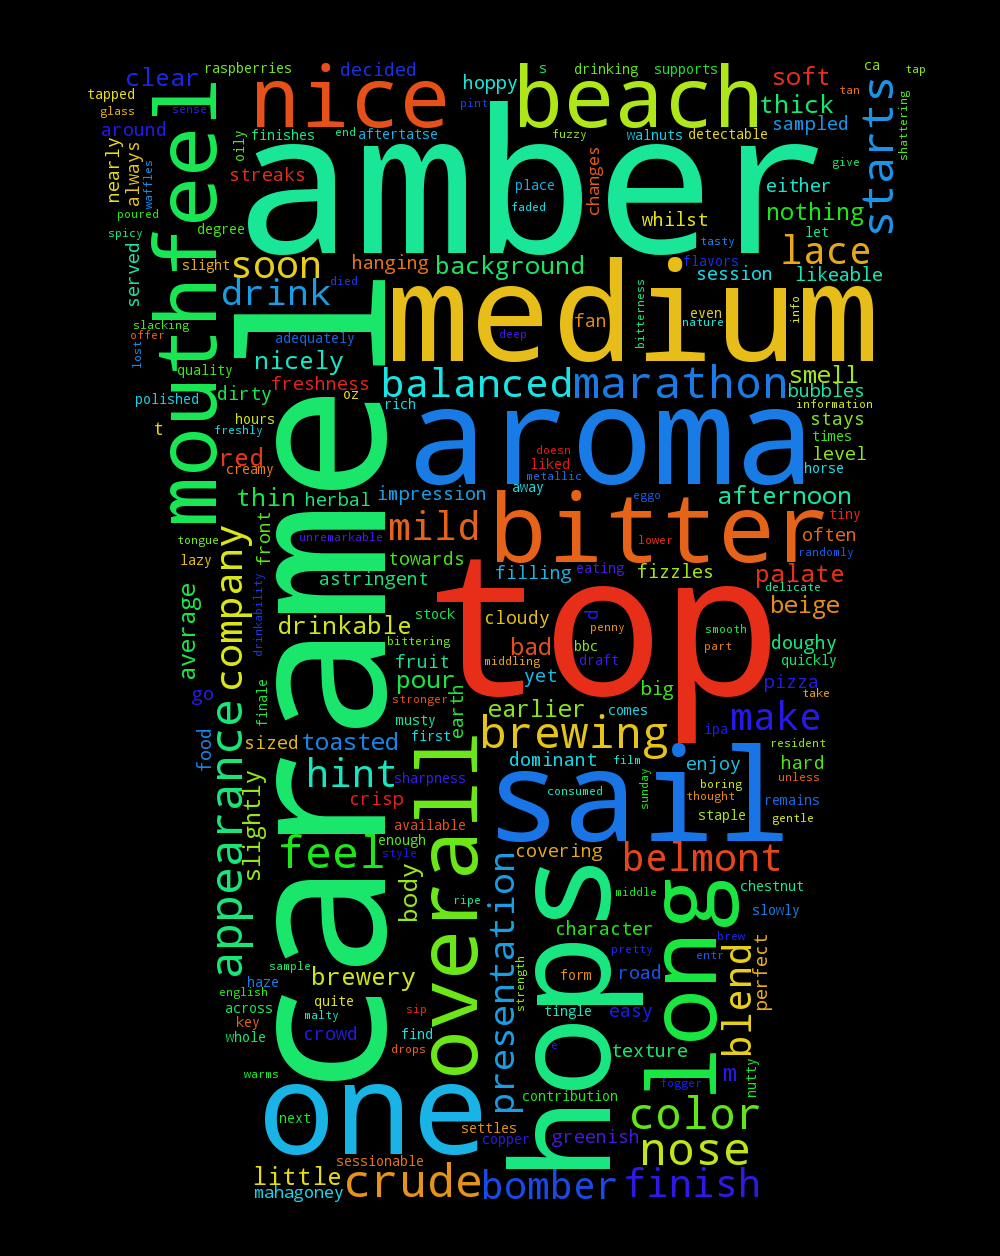 raspberries
decided
clear
nice
hoppy
s
drinking
supports
beach
soft
ca
tap
tapped
glass
sense
pint
thick
tan
starts
shattering
around
oily
finishes
end
aftertatse
fuzzy
walnuts
detectable
sampled
nearly
always
waffles
mouthfeel
streaks
amber
place
faded
changes
whilst
either
give
nothing
poured
spicy
degree
tasty
let
lace
served
slight
soon
hanging
background
flavors
session
likeable
drink
died
medium
fan
bitterness
even
nature
info
slacking
offer
lost
adequately
deep
nicely
quality
freshness
balanced
marathon
smell
bubbles
polished
dirty
oz
rich
information
t
hours
freshly
caramel
aroma
stays
times
level
red
creamy
doesn
liked
metallic
horse
thin
herbal
impression
away
eggo
afternoon
mild
bitter
tiny
often
randomly
tongue
lazy
front
unremarkable
lower
company
towards
top
astringent
filling
eating
fizzles
palate
delicate
average
drinkability
stock
cloudy
d
penny
smooth
beige
drinkable
bittering
bad
bbc
part
doughy
fruit
middling
draft
quickly
go
finale
pour
yet
big
pizza
take
stronger
earth
earlier
comes
make
food
appearance
musty
first
brewing
ipa
sized
toasted
resident
slightly
hint
sharpness
overall
dominant
film
enjoy
hard
sail
sunday
boring
unless
crisp
consumed
thought
remains
available
staple
gentle
feel
enough
style
covering
belmont
body
presentation
hops
middle
long
chestnut
ripe
slowly
character
sample
brewery
strength
pretty
brew
blend
perfect
entr
haze
form
road
english
quite
across
malty
sip
tingle
easy
key
crowd
find
whole
drops
e
texture
warms
m
nutty
fogger
one
contribution
next
settles
color
copper
greenish
nose
sessionable
little
crude
bomber
finish
mahagoney